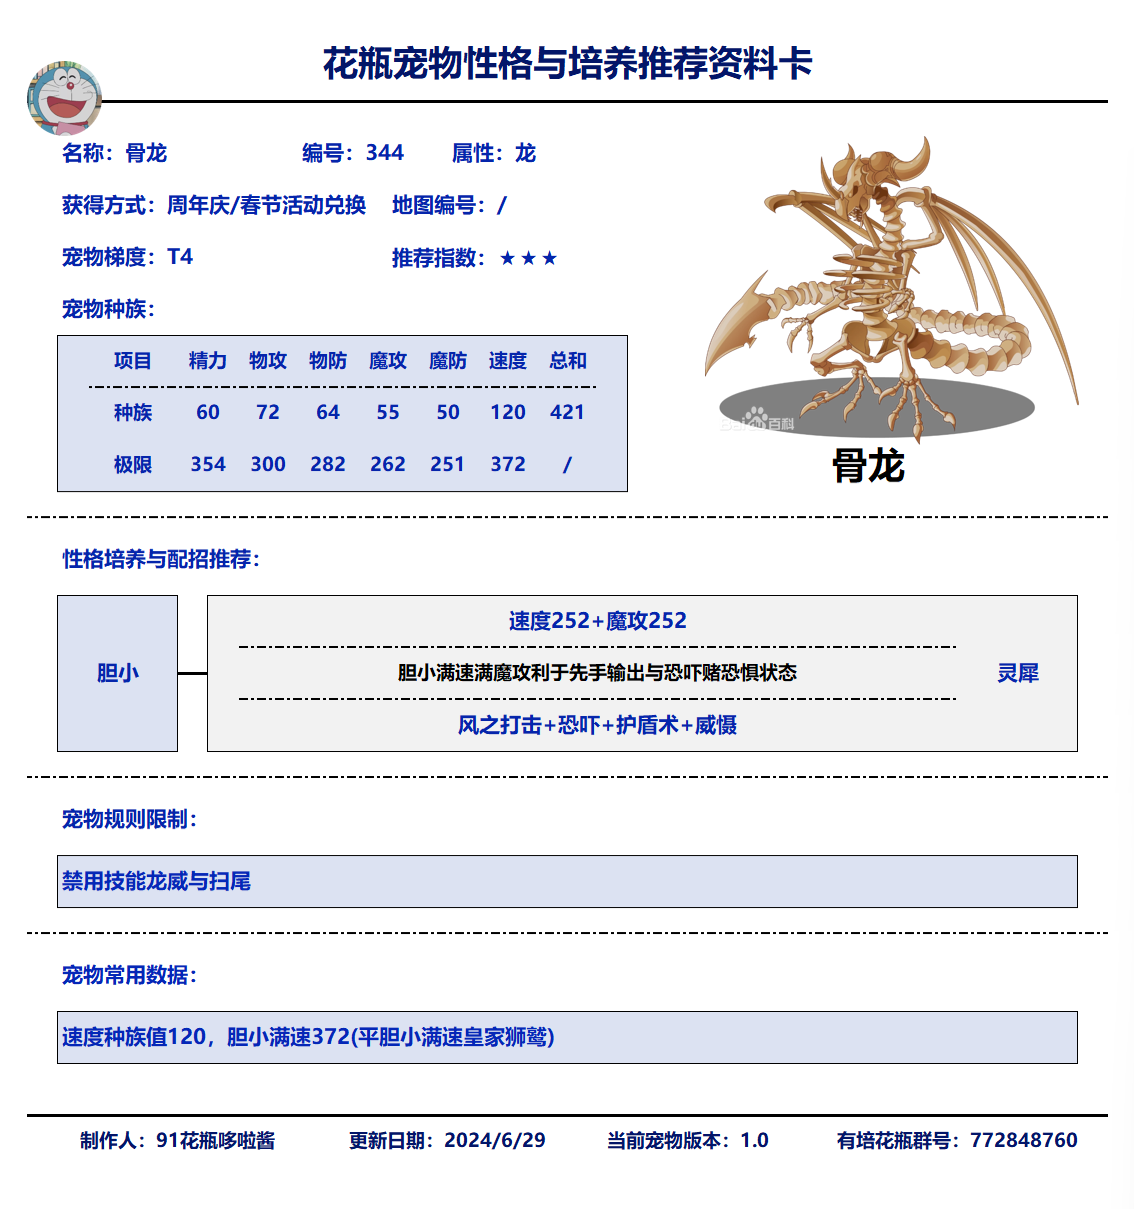 花瓶宠物性格与培养推荐资料卡
名称：骨龙 编号：344 属性：龙
获得方式：周年庆/春节活动兑换 地图编号：/
宠物梯度：T4 推荐指数：★★★
宠物种族：
项目 精力 物攻 物防 魔攻 魔防 速度 总和
种族 60 72 64 55 50 120 421
极限 354 300 282 262 251 372 /
Baidu百科
骨龙
性格培养与配招推荐：
速度252+魔攻252
胆小 胆小满速满魔攻利于先手输出与恐吓赌恐惧状态 灵犀
风之打击+恐吓+护盾术+威慑
宠物规则限制：
禁用技能龙威与扫尾
宠物常用数据：
速度种族值120，胆小满速372(平胆小满速皇家狮鹫)
制作人：91花瓶哆啦酱 更新日期：2024/6/29 当前宠物版本：1.0 有培花瓶群号：772848760